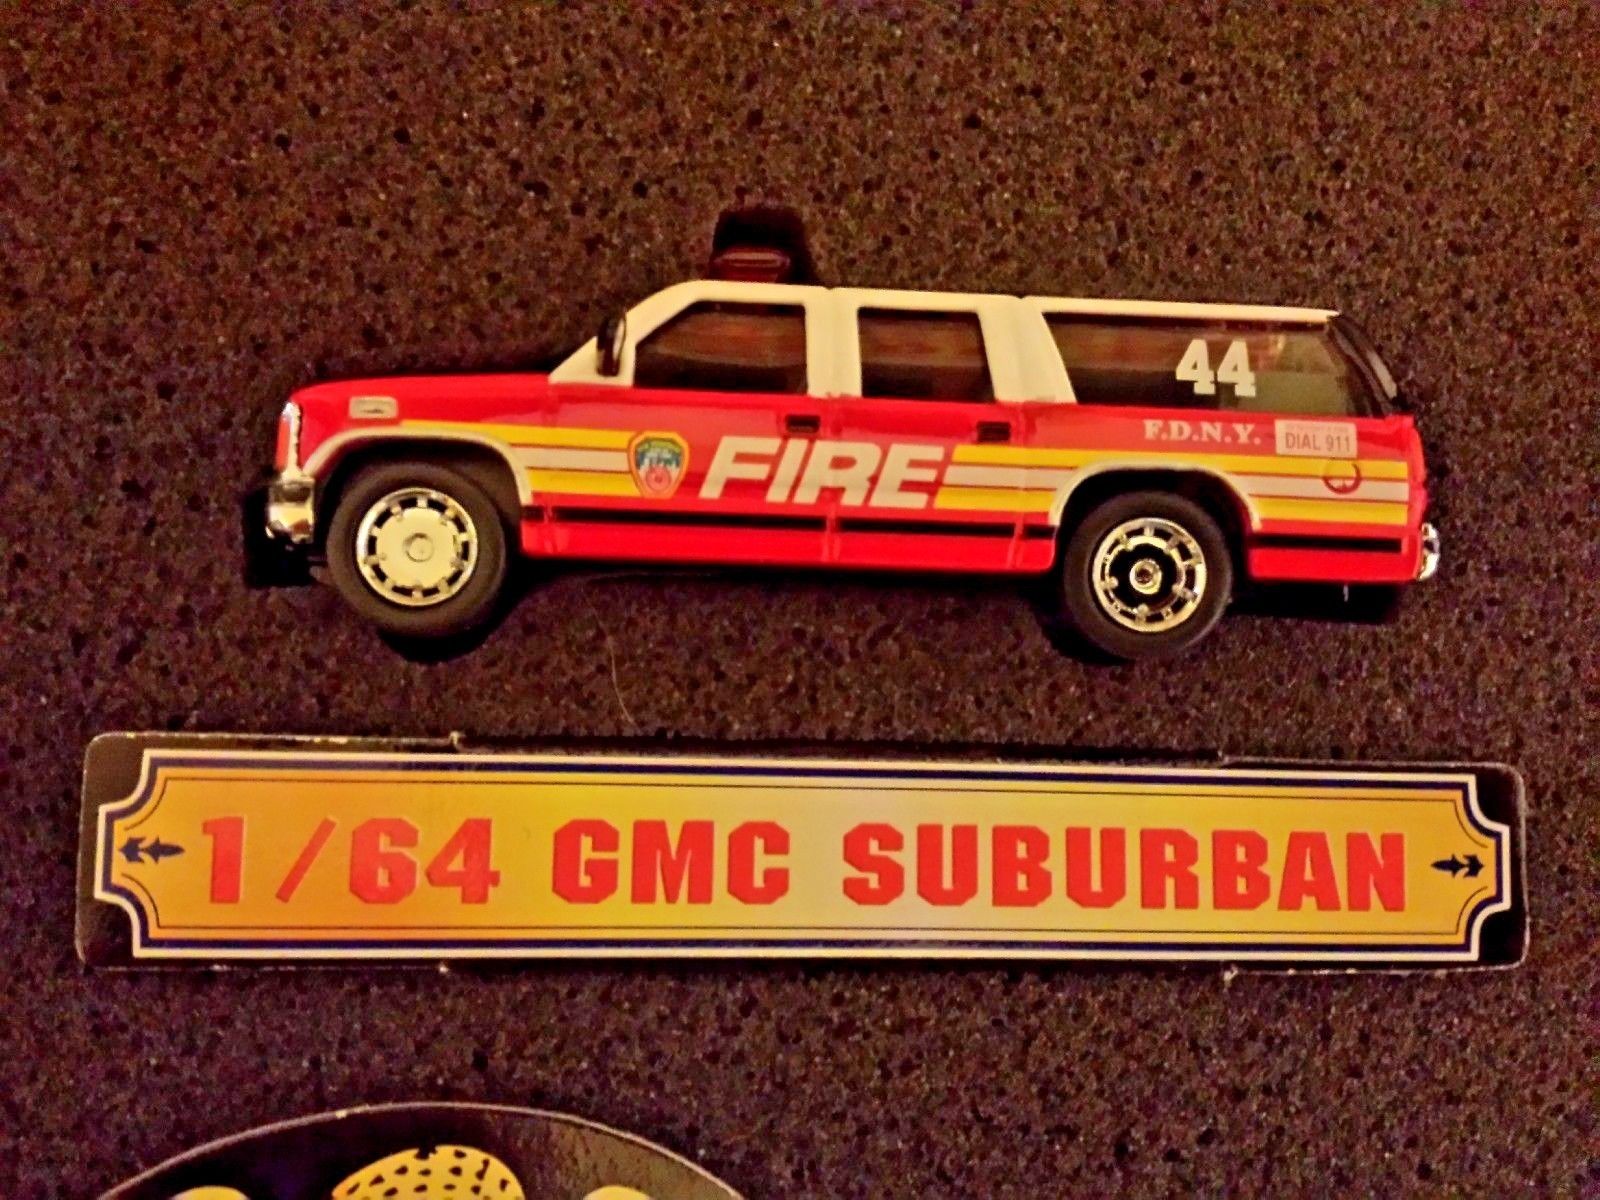 44
F.D.N.Y.
DIAL 911
FIRE
1/64 GMC SUBURBAN